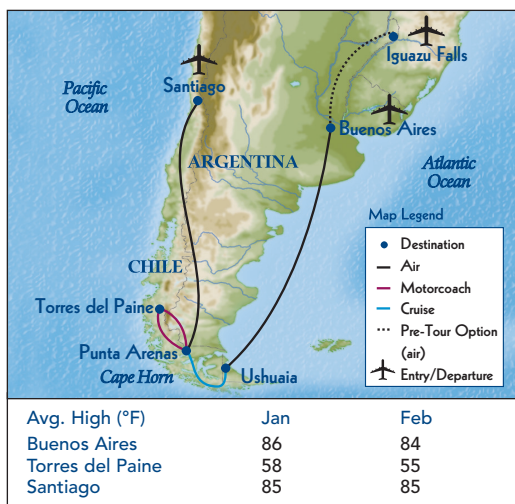 Iguazu Falls
Pacific
Ocean
Santiago
Buenos Aires
ARGENTINA
Atlantic
Ocean
Map Legend
Destination
Air
Motorcoach
Cruise
Pre-Tour Option
(air)
Entry/Departure
CHILE
Torres del Paine
Punta Arenas
Cape Horn
Ushuaia
Avg. High (°F) Jan Feb
Buenos Aires 86 84
Torres del Paine 58 55
Santiago 85 85